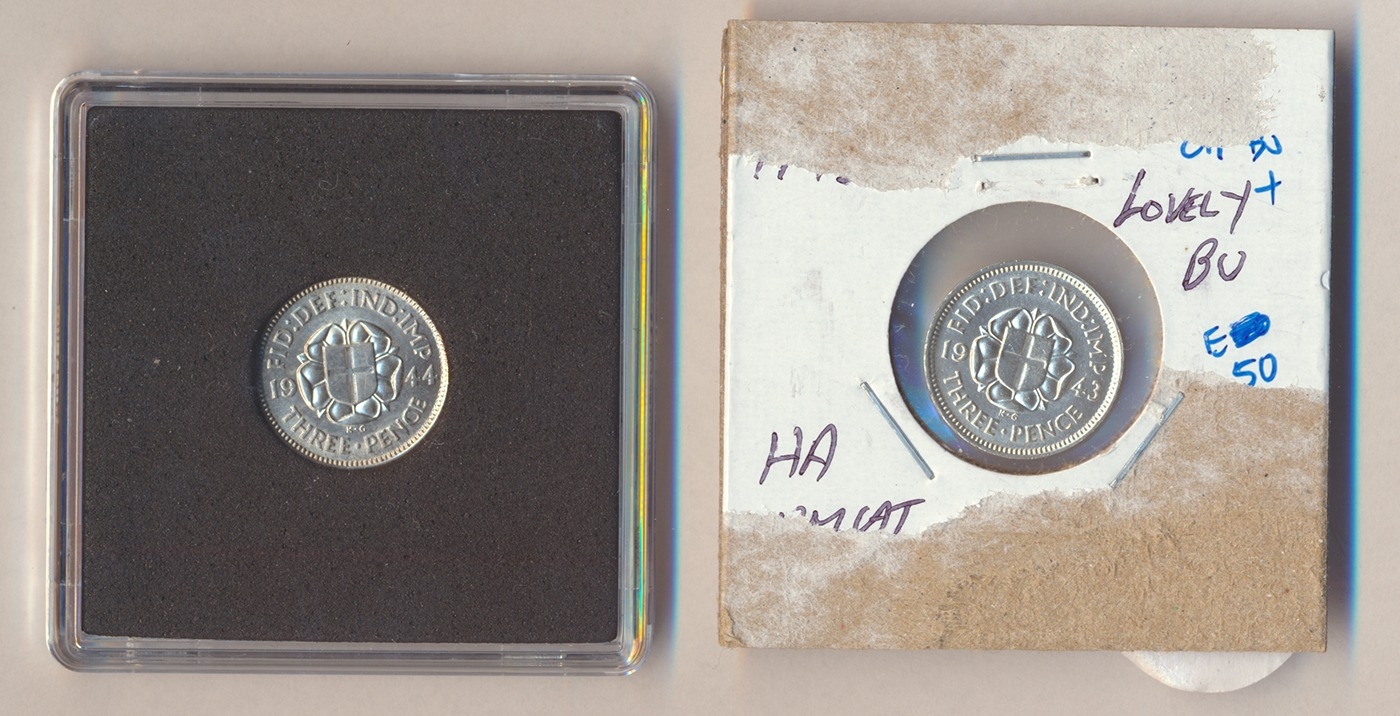 FID:DEF:IND:IMP
19 44
K·G
THREE·PENCE
BU
LOVELY +
BU
E
50
FID:DEF:IND:IMP
19 43
K·G
THREE·PENCE
HA